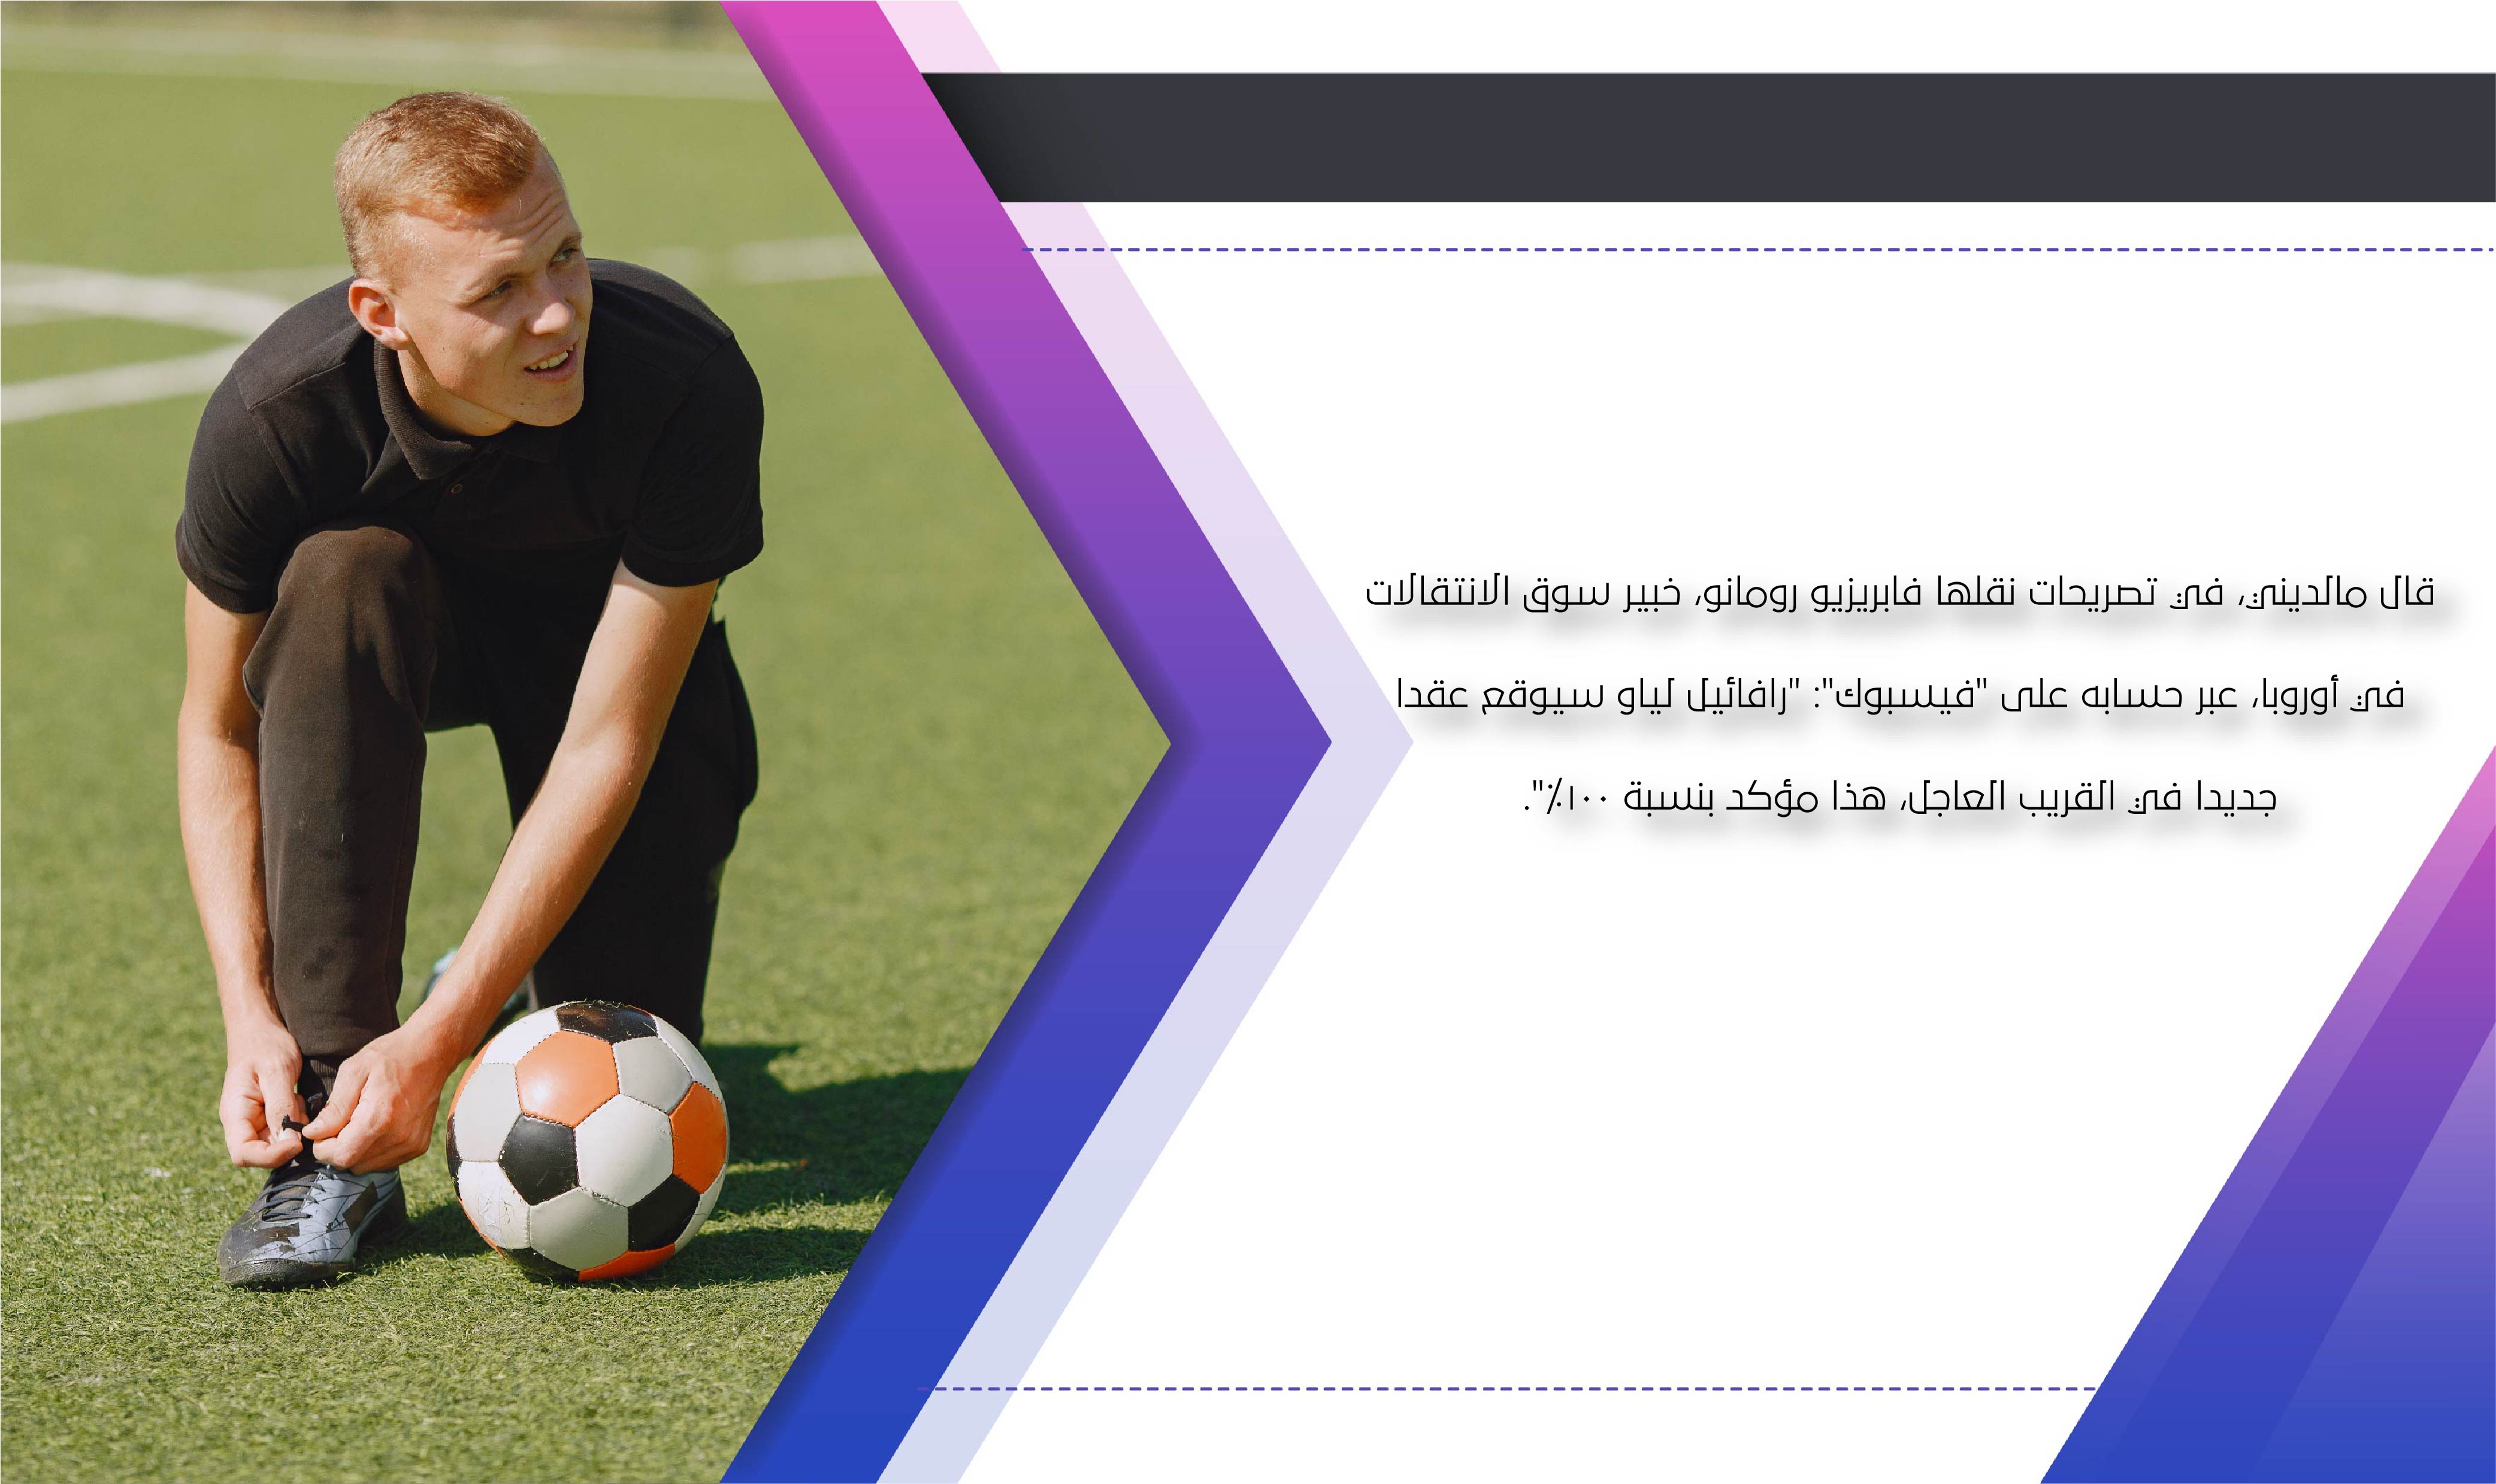 قال مالديني، في تصريحات نقلها فابريزيو رومانو، خبير سوق الانتقالات
في أوروبا، عبر حسابه على "فيسبوك": "رافائيل لياو سيوقع عقدا
جديدا في القريب العاجل، هذا مؤكد بنسبة ١٠٠٪".